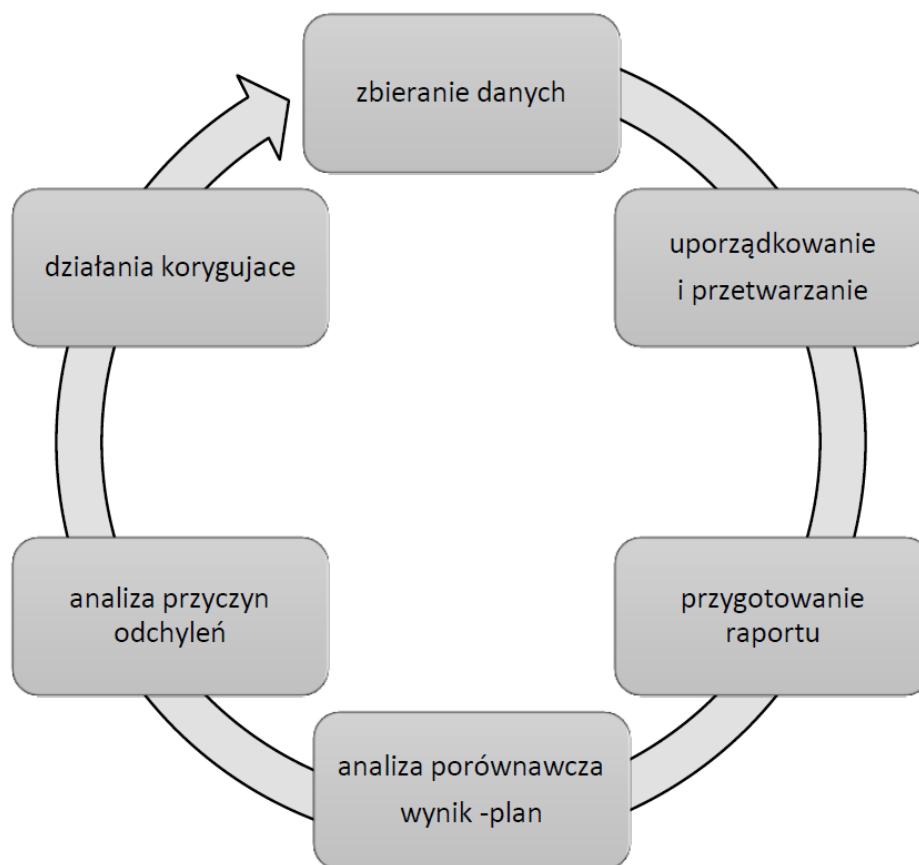 zbieranie danych
uporządkowanie
i przetwarzanie
przygotowanie
raportu
analiza porównawcza
wynik -plan
analiza przyczyn
odchyleń
działania korygujace